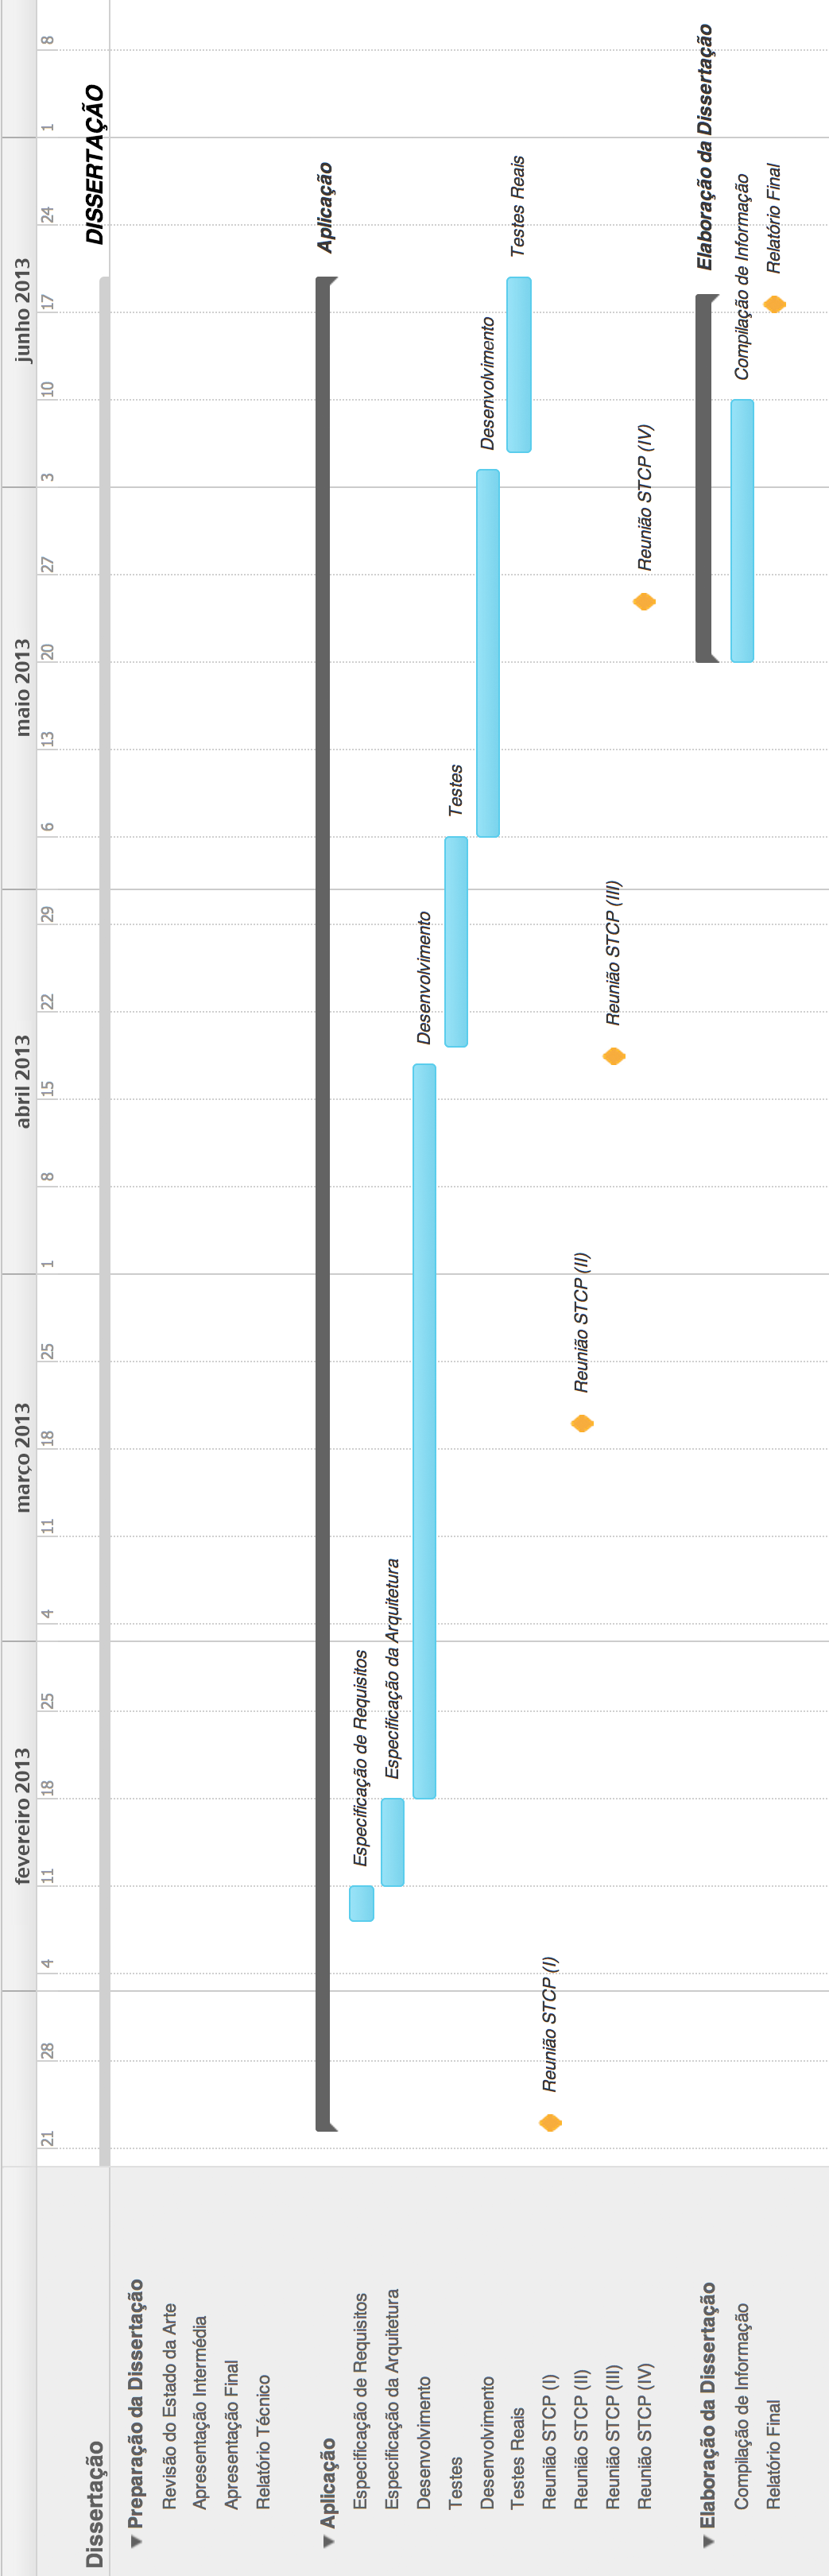 fevereiro 2013 março 2013 abril 2013 maio 2013 junho 2013
21 28 4 11 18 25 4 11 18 25 1 8 15 22 29 6 13 20 27 3 10 17 24 1 8
Dissertação DISSERTAÇÃO
▼ Preparação da Dissertação
Revisão do Estado da Arte
Apresentação Intermédia
Apresentação Final
Relatório Técnico
▼ Aplicação Aplicação
Especificação de Requisitos Especificação de Requisitos
Especificação da Arquitetura Especificação da Arquitetura
Desenvolvimento Desenvolvimento
Testes Testes
Desenvolvimento Desenvolvimento
Testes Reais Testes Reais
Reunião STCP (I) Reunião STCP (I)
Reunião STCP (II) Reunião STCP (II)
Reunião STCP (III) Reunião STCP (III)
Reunião STCP (IV) Reunião STCP (IV)
▼ Elaboração da Dissertação Elaboração da Dissertação
Compilação de Informação Compilação de Informação
Relatório Final Relatório Final